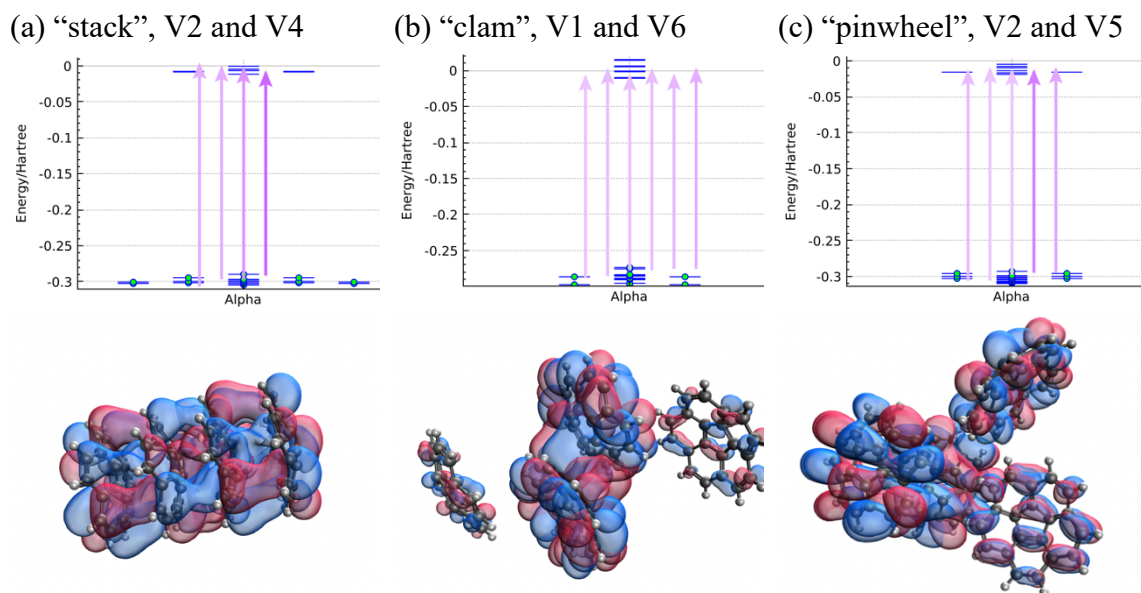 (a) “stack”, V2 and V4
0
-0.05
-0.1
-0.15
-0.2
-0.25
-0.3
Energy/Hartree
Alpha
(b) “clam”, V1 and V6
0
-0.05
-0.1
-0.15
-0.2
-0.25
Energy/Hartree
Alpha
(c) “pinwheel”, V2 and V5
0
-0.05
-0.1
-0.15
-0.2
-0.25
-0.3
Energy/Hartree
Alpha